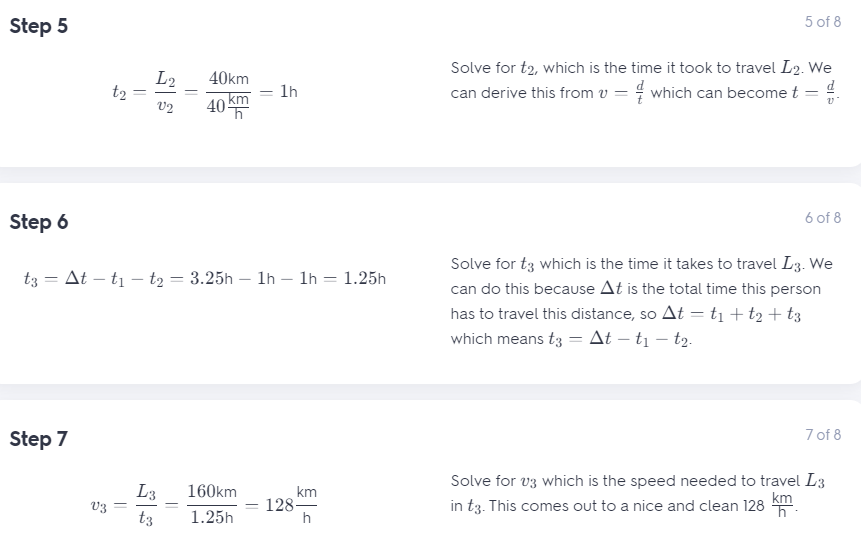 Step 5
5 of 8
t₂ = L₂/v₂ = 40km/(40 km/h) = 1h
Solve for t₂, which is the time it took to travel L₂. We
can derive this from v = d/t which can become t = d/v.
Step 6
6 of 8
t₃ = Δt − t₁ − t₂ = 3.25h − 1h − 1h = 1.25h
Solve for t₃ which is the time it takes to travel L₃. We
can do this because Δt is the total time this person
has to travel this distance, so Δt = t₁ + t₂ + t₃
which means t₃ = Δt − t₁ − t₂.
Step 7
7 of 8
v₃ = L₃/t₃ = 160km/1.25h = 128 km/h
Solve for v₃ which is the speed needed to travel L₃
in t₃. This comes out to a nice and clean 128 km/h.